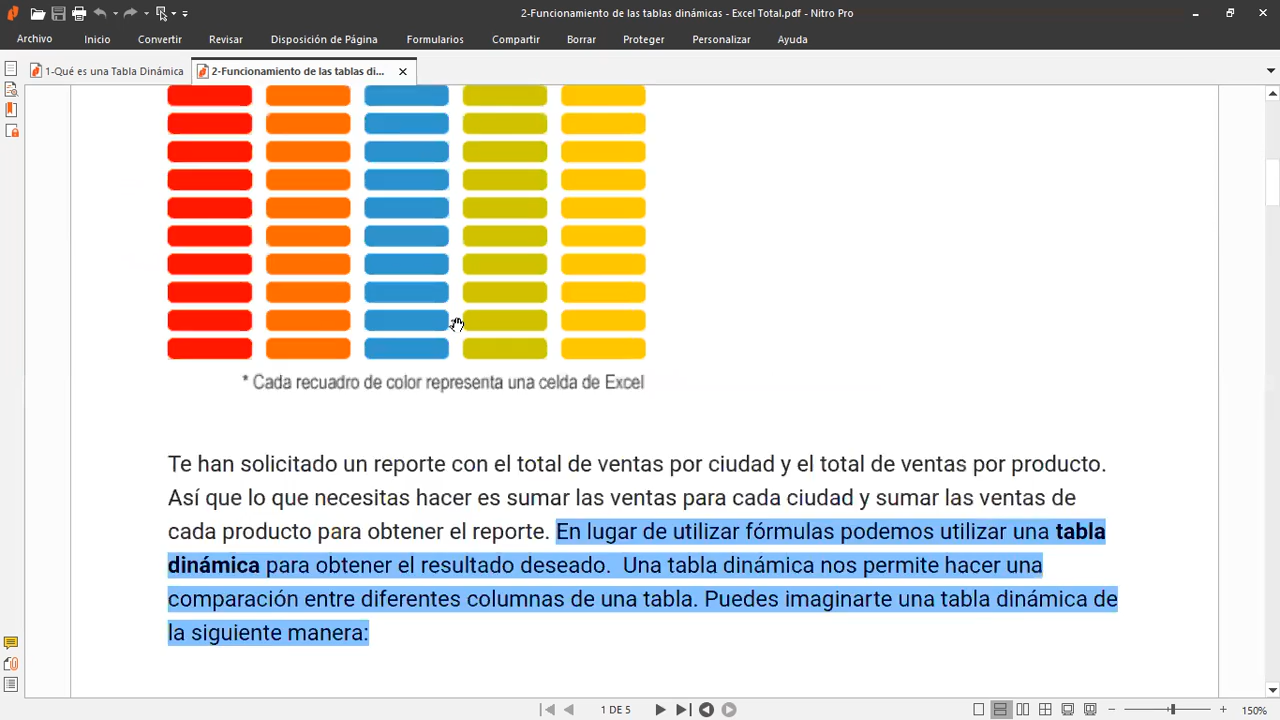 2-Funcionamiento de las tablas dinámicas - Excel Total.pdf - Nitro Pro
Archivo Inicio Convertir Revisar Disposición de Página Formularios Compartir Borrar Proteger Personalizar Ayuda
1-Qué es una Tabla Dinámica 2-Funcionamiento de las tablas di...
* Cada recuadro de color representa una celda de Excel
Te han solicitado un reporte con el total de ventas por ciudad y el total de ventas por producto.
Así que lo que necesitas hacer es sumar las ventas para cada ciudad y sumar las ventas de
cada producto para obtener el reporte. En lugar de utilizar fórmulas podemos utilizar una tabla
dinámica para obtener el resultado deseado.  Una tabla dinámica nos permite hacer una
comparación entre diferentes columnas de una tabla. Puedes imaginarte una tabla dinámica de
la siguiente manera:
1 DE 5
150%